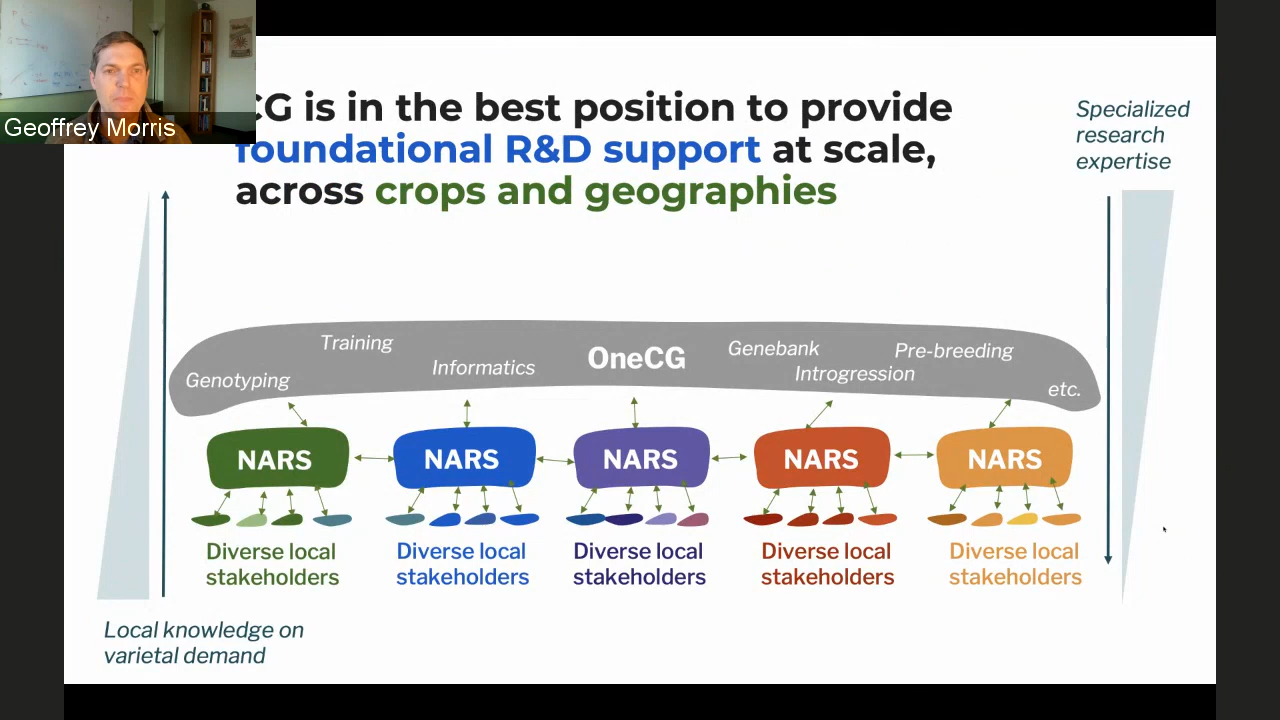 Geoffrey Morris
CG is in the best position to provide
foundational R&D support at scale,
across crops and geographies
Specialized
research
expertise
Training
Informatics
OneCG
Genebank
Pre-breeding
Genotyping
Introgression
etc.
NARS
NARS
NARS
NARS
NARS
Diverse local
stakeholders
Diverse local
stakeholders
Diverse local
stakeholders
Diverse local
stakeholders
Diverse local
stakeholders
Local knowledge on
varietal demand